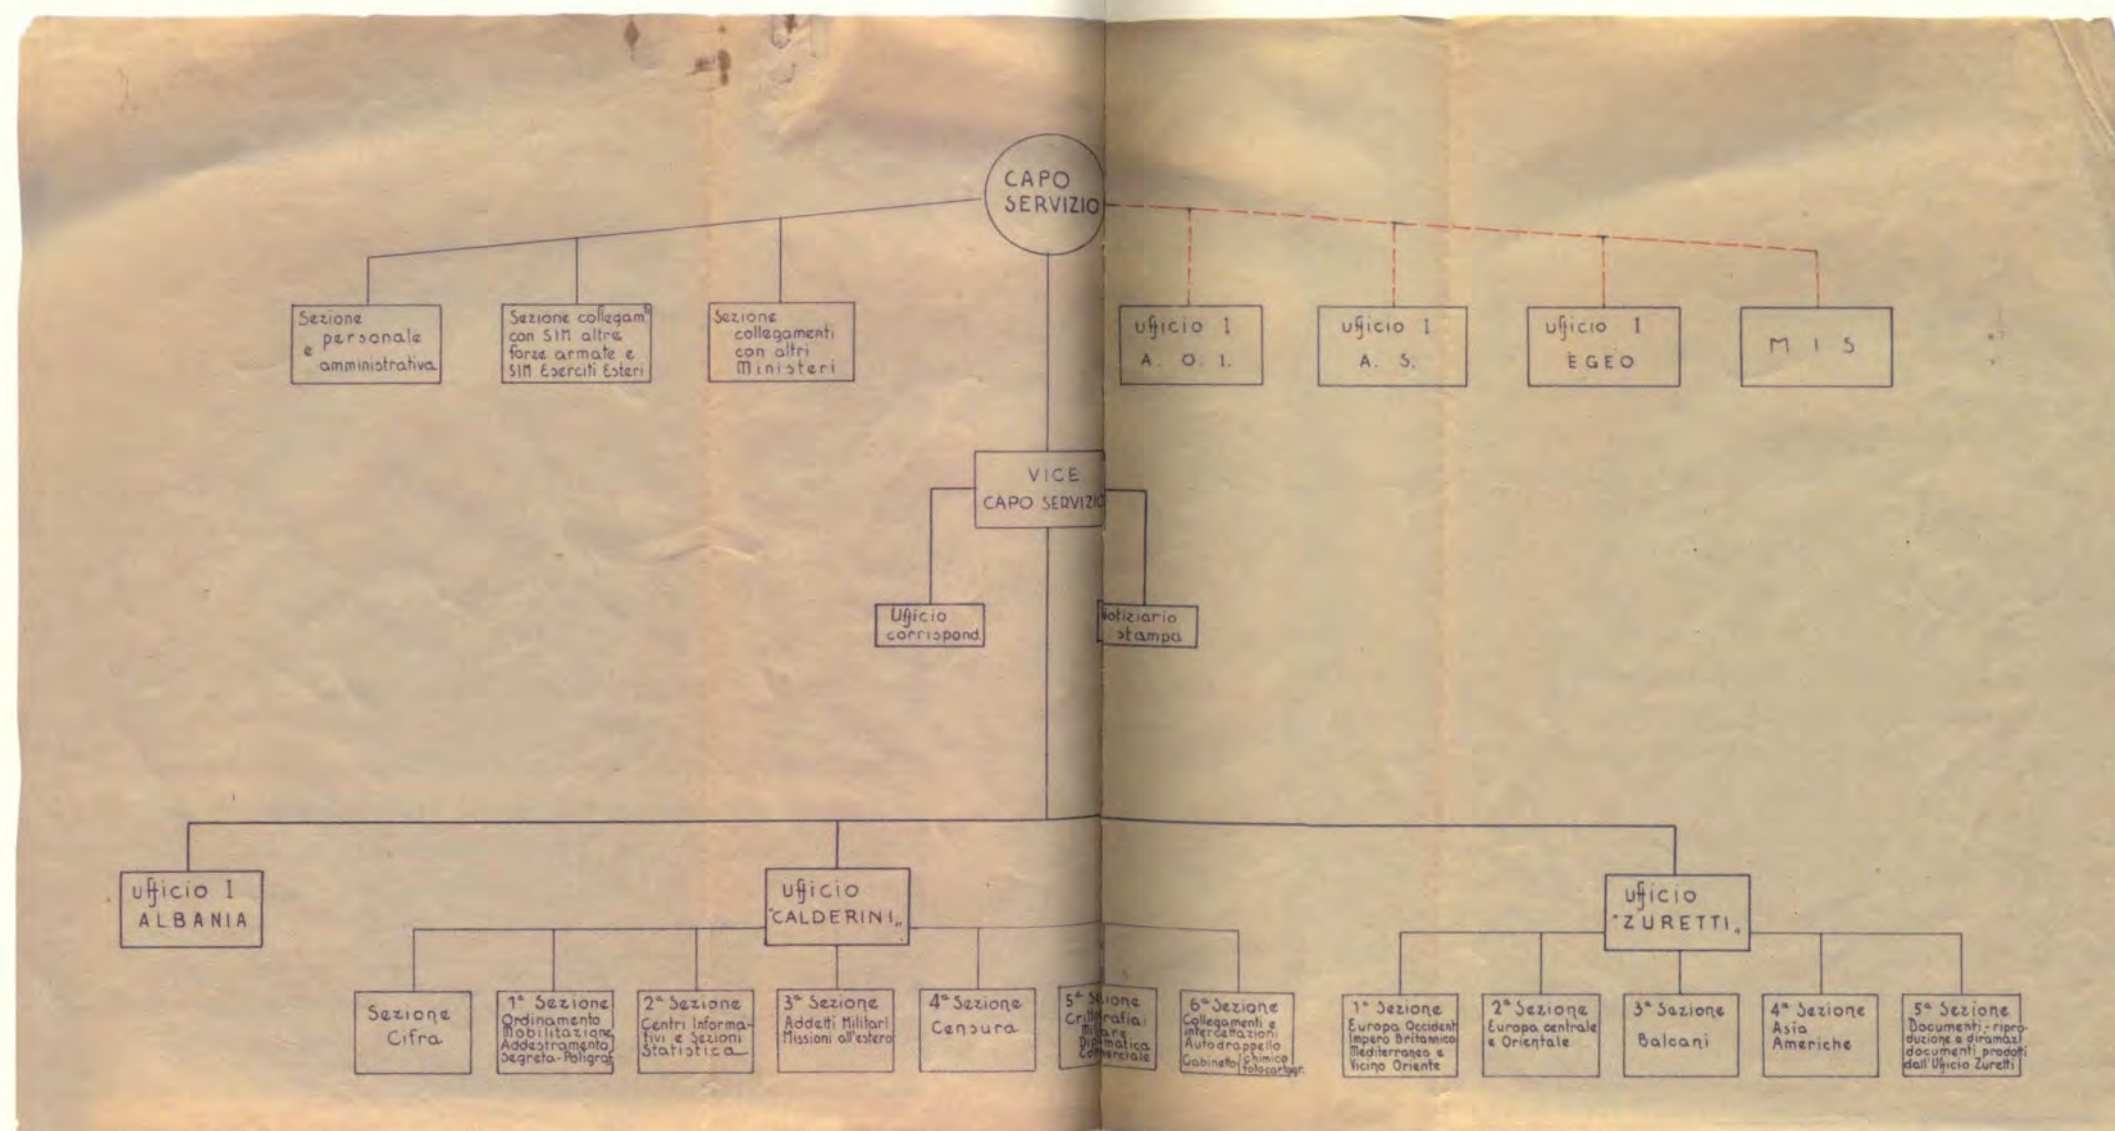 CAPO
SERVIZIO
Sezione
personale
e
amministrativa
Sezione collegam.ti
con SIM altre
forze armate e
SIM Eserciti Esteri
Sezione
collegamenti
con altri
Ministeri
ufficio I
A. O. I.
ufficio I
A. S.
ufficio I
EGEO
M I S
VICE
CAPO SERVIZIO
Ufficio
corrispond.
Notiziario
stampa
ufficio I
ALBANIA
ufficio
"CALDERINI"
ufficio
"ZURETTI"
Sezione
Cifra
1ª Sezione
Ordinamento
Mobilitazione
Addestramento
Segreta-Poligraf
2ª Sezione
Centri Informa-
tivi e Sezioni
Statistica
3ª Sezione
Addetti Militari
Missioni all'estero
4ª Sezione
Censura
5ª Sezione
Crittografia:
Militare
Diplomatica
Commerciale
6ª Sezione
Collegamenti e
intercettazioni
Autodrappello
Gabinetto chimico
fotocartogr.
1ª Sezione
Europa Occident.
Impero Britannico
Mediterraneo e
Vicino Oriente
2ª Sezione
Europa centrale
e Orientale
3ª Sezione
Balcani
4ª Sezione
Asia
Americhe
5ª Sezione
Documenti,- ripro-
duzione e diramaz.
documenti prodotti
dall'Ufficio Zuretti